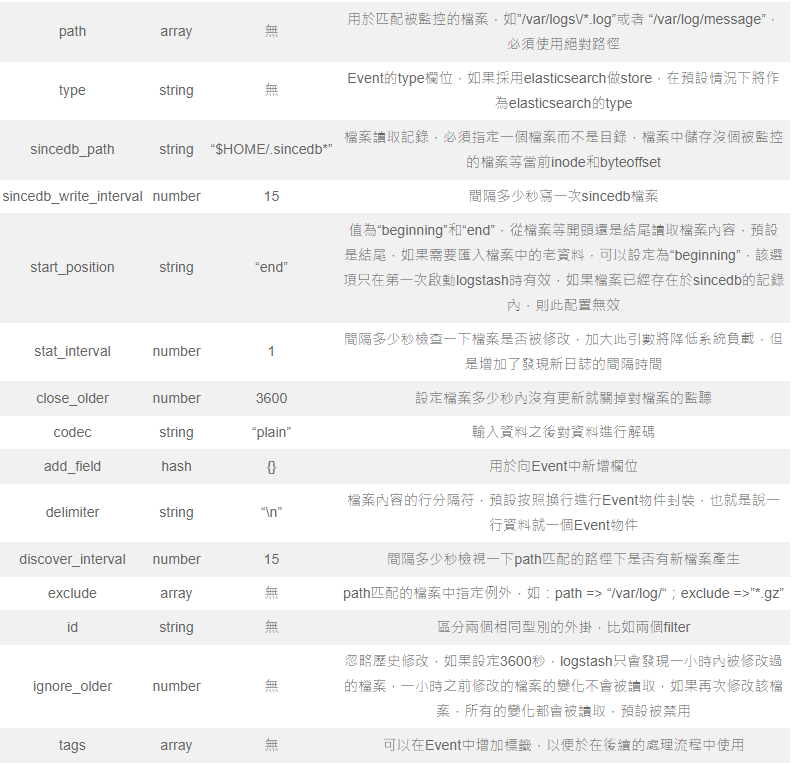 用於匹配被監控的檔案，如"/var/logs\/*.log"或者 “/var/log/message”，
path array 無
必須使用絕對路徑
Event的type欄位，如果採用elasticsearch做store，在預設情況下將作
type string 無
為elasticsearch的type
檔案讀取記錄，必須指定一個檔案而不是目錄，檔案中儲存沒個被監控
sincedb_path string “$HOME/.sincedb*”
的檔案等當前inode和byteoffset
sincedb_write_interval number 15 間隔多少秒寫一次sincedb檔案
值為“beginning”和“end”，從檔案等開頭還是結尾讀取檔案內容，預設
是結尾，如果需要匯入檔案中的老資料，可以設定為“beginning”，該選
start_position string “end”
項只在第一次啟動logstash時有效，如果檔案已經存在於sincedb的記錄
內，則此配置無效
間隔多少秒檢查一下檔案是否被修改，加大此引數將降低系統負載，但
stat_interval number 1
是增加了發現新日誌的間隔時間
close_older number 3600 設定檔案多少秒內沒有更新就關掉對檔案的監聽
codec string “plain” 輸入資料之後對資料進行解碼
add_field hash {} 用於向Event中新增欄位
檔案內容的行分隔符，預設按照換行進行Event物件封裝，也就是說一
delimiter string “\n”
行資料就一個Event物件
discover_interval number 15 間隔多少秒檢視一下path匹配的路徑下是否有新檔案產生
exclude array 無 path匹配的檔案中指定例外，如：path => “/var/log/“；exclude =>”*.gz”
id string 無 區分兩個相同型別的外掛，比如兩個filter
忽略歷史修改，如果設定3600秒，logstash只會發現一小時內被修改過
ignore_older number 無 的檔案，一小時之前修改的檔案的變化不會被讀取，如果再次修改該檔
案，所有的變化都會被讀取，預設被禁用
tags array 無 可以在Event中增加標籤，以便於在後續的處理流程中使用